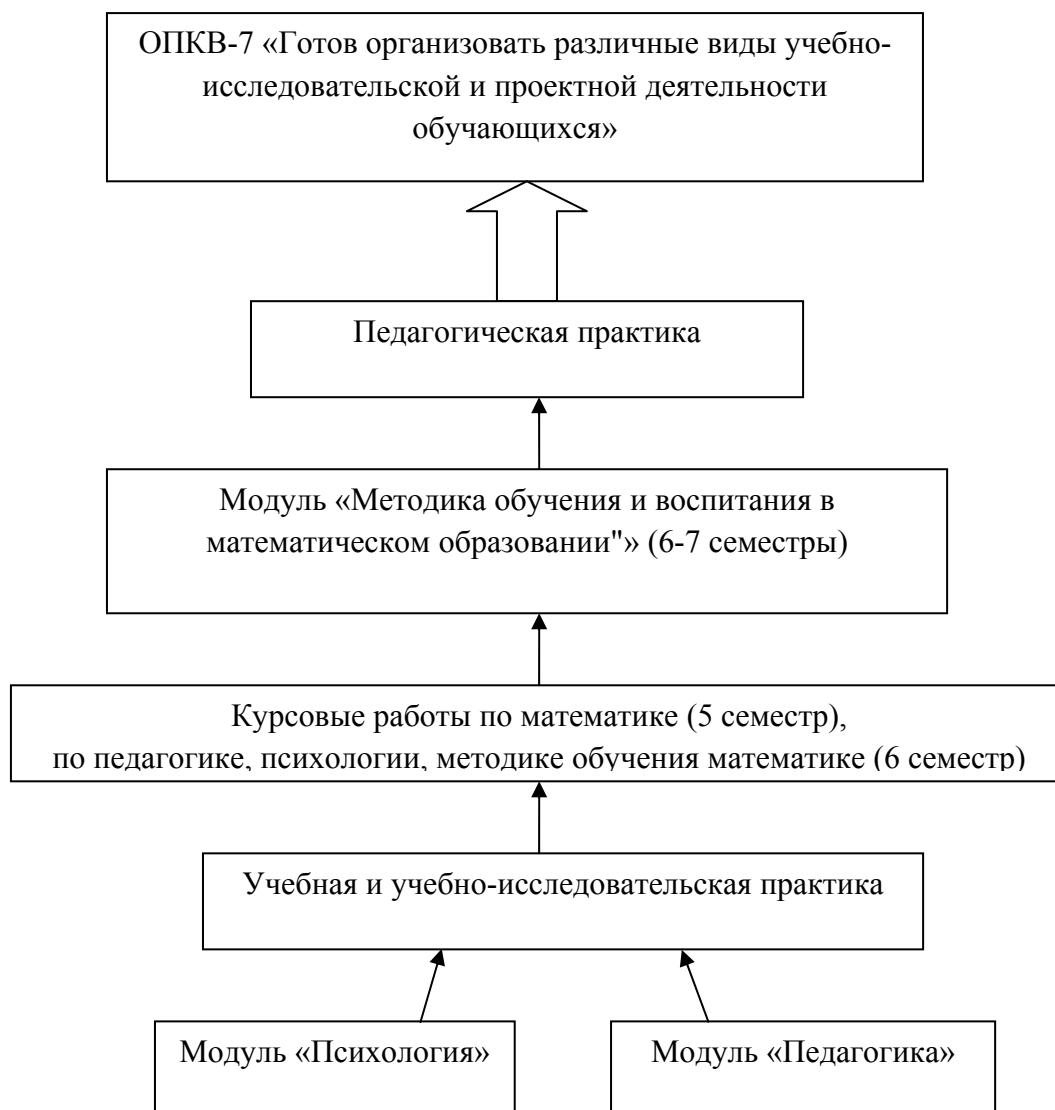 ОПКВ-7 «Готов организовать различные виды учебно-
исследовательской и проектной деятельности
обучающихся»
Педагогическая практика
Модуль «Методика обучения и воспитания в
математическом образовании"» (6-7 семестры)
Курсовые работы по математике (5 семестр),
по педагогике, психологии, методике обучения математике (6 семестр)
Учебная и учебно-исследовательская практика
Модуль «Психология»
Модуль «Педагогика»